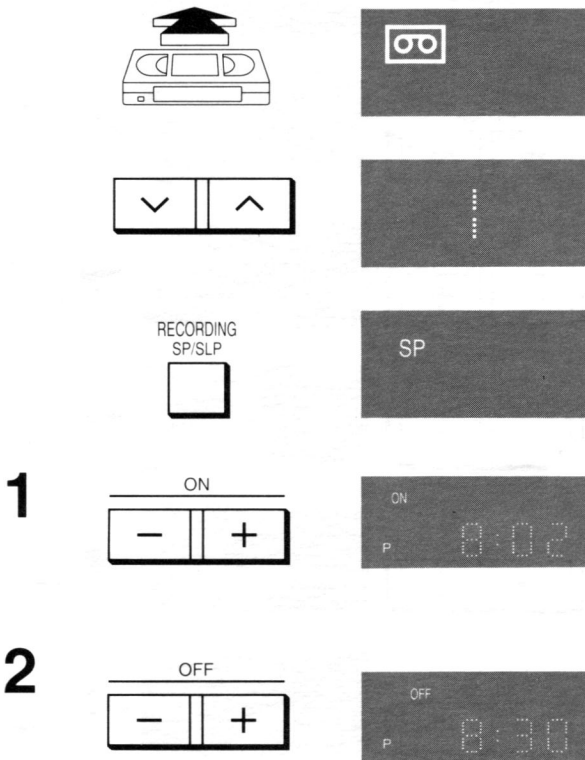 RECORDING
SP/SLP
SP
1
ON
− +
ON
P 8:02
2
OFF
− +
OFF
P 8:30